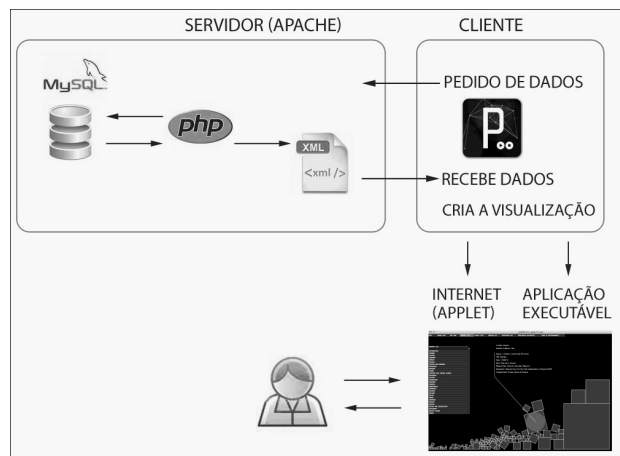 SERVIDOR (APACHE)
CLIENTE
MySQL
php
XML
<xml />
PEDIDO DE DADOS
P
RECEBE DADOS
CRIA A VISUALIZAÇÃO
INTERNET
(APPLET)
APLICAÇÃO
EXECUTÁVEL